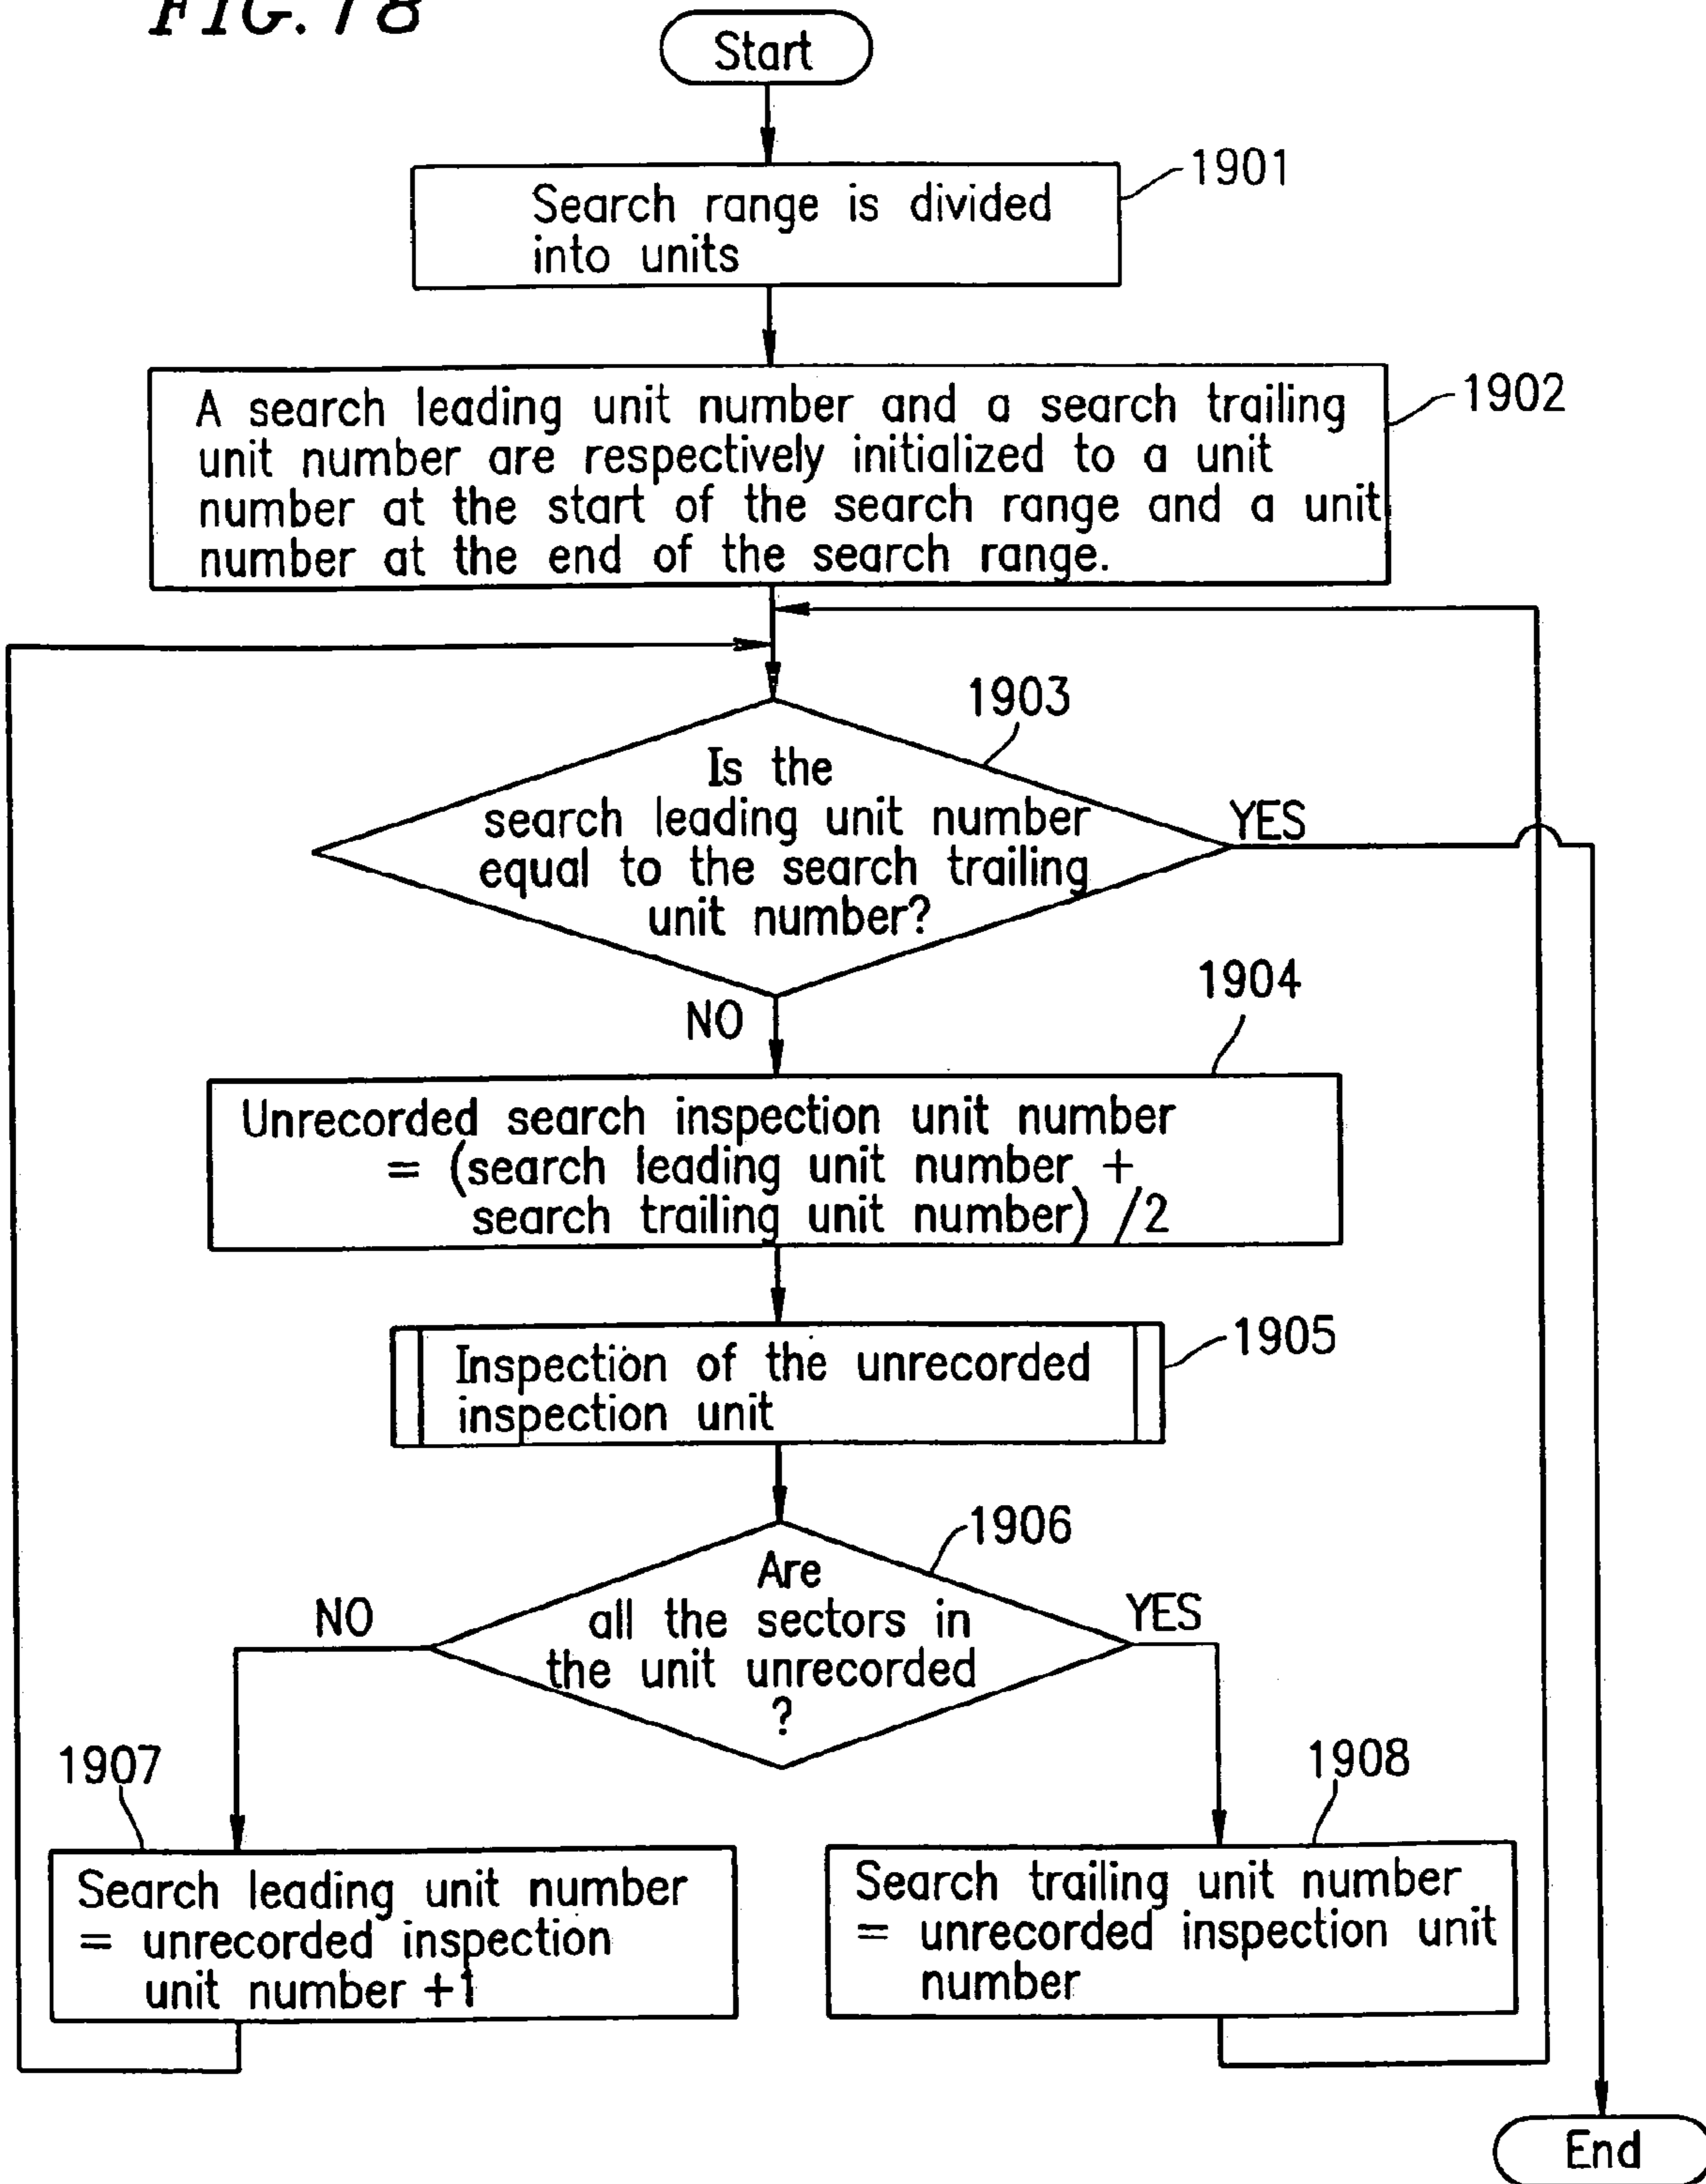 FIG. 18
Start
1901
Search range is divided
into units
1902
A search leading unit number and a search trailing
unit number are respectively initialized to a unit
number at the start of the search range and a unit
number at the end of the search range.
1903
Is the
search leading unit number
equal to the search trailing
unit number?
YES
NO
1904
Unrecorded search inspection unit number
= (search leading unit number +
search trailing unit number) /2
1905
Inspection of the unrecorded
inspection unit
1906
Are
all the sectors in
the unit unrecorded
?
NO
YES
1907
Search leading unit number
= unrecorded inspection
unit number +1
1908
Search trailing unit number
= unrecorded inspection unit
number
End